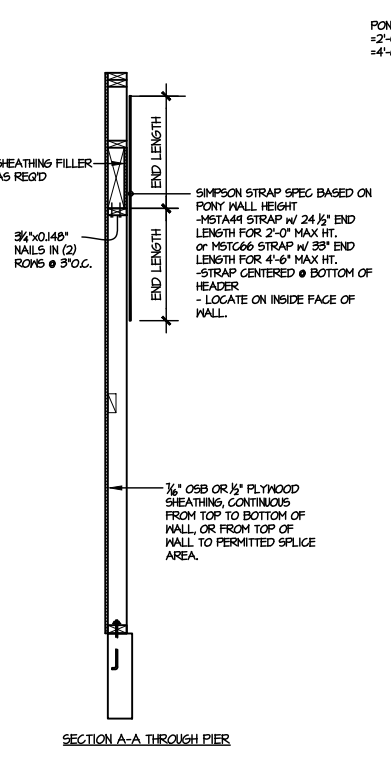 PON
=2'-
=4'-
SHEATHING FILLER
AS REQ'D
END LENGTH
SIMPSON STRAP SPEC BASED ON
PONY WALL HEIGHT
-MSTA49 STRAP W/ 24 ½" END
LENGTH FOR 2'-0" MAX HT.
or MSTC66 STRAP W/ 33" END
LENGTH FOR 4'-6" MAX HT.
-STRAP CENTERED @ BOTTOM OF
HEADER
- LOCATE ON INSIDE FACE OF
WALL.
3¼"x0.148"
NAILS IN (2)
ROWS @ 3"O.C.
END LENGTH
7/16" OSB OR ½" PLYWOOD
SHEATHING, CONTINUOUS
FROM TOP TO BOTTOM OF
WALL, OR FROM TOP OF
WALL TO PERMITTED SPLICE
AREA.
SECTION A-A THROUGH PIER